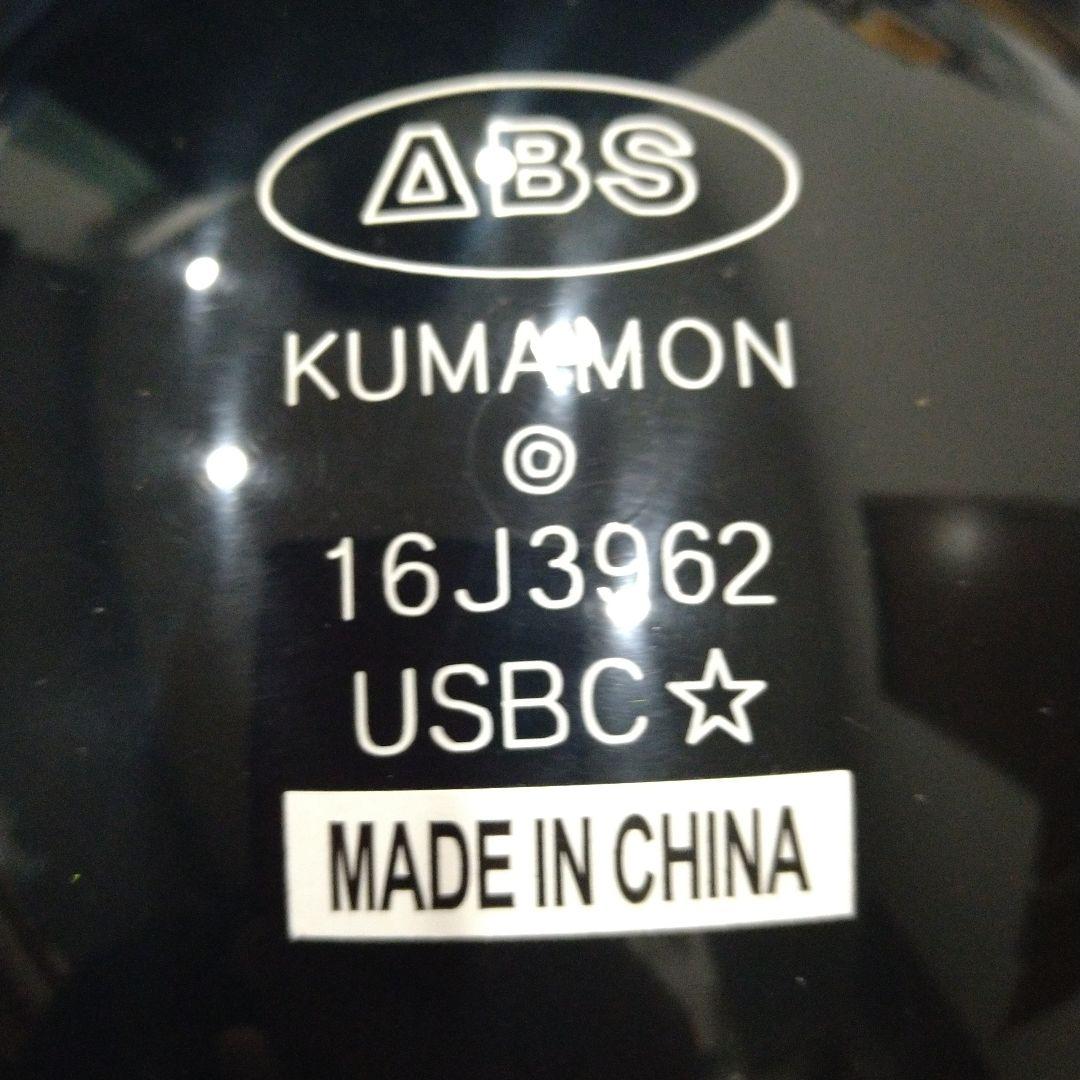 ABS
KUMAMON
◎
16J3962
USBC☆
MADE IN CHINA